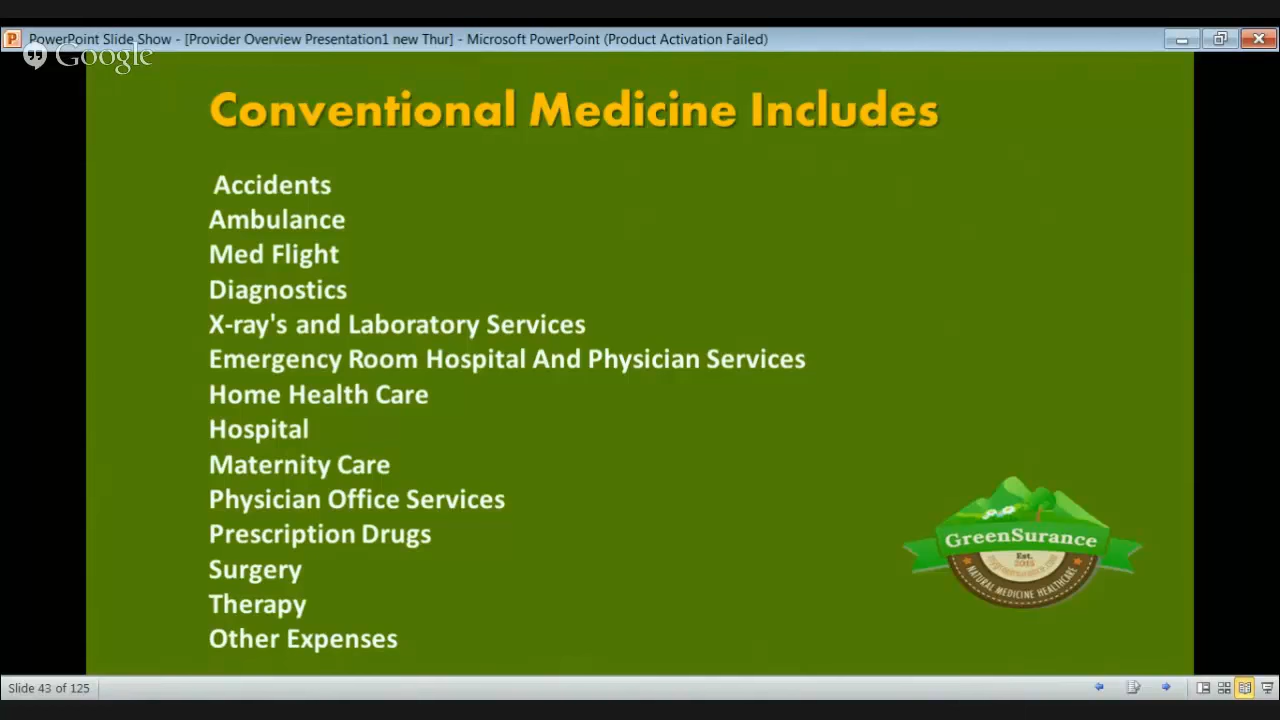 PowerPoint Slide Show - [Provider Overview Presentation1 new Thur] - Microsoft PowerPoint (Product Activation Failed)
Google
Conventional Medicine Includes
Accidents
Ambulance
Med Flight
Diagnostics
X-ray's and Laboratory Services
Emergency Room Hospital And Physician Services
Home Health Care
Hospital
Maternity Care
Physician Office Services
Prescription Drugs
Surgery
Therapy
Other Expenses
GreenSurance
Est.
2015
NATURAL MEDICINE HEALTHCARE
Slide 43 of 125